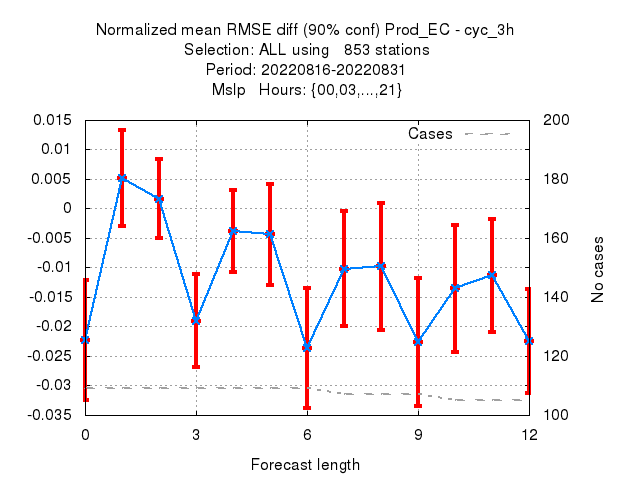 Normalized mean RMSE diff (90% conf) Prod_EC - cyc_3h
Selection: ALL using   853 stations
Period: 20220816-20220831
Mslp   Hours: {00,03,...,21}
0.015
0.01
0.005
0
-0.005
-0.01
-0.015
-0.02
-0.025
-0.03
-0.035
200
180
160
140
120
100
Cases
No cases
0 3 6 9 12
Forecast length